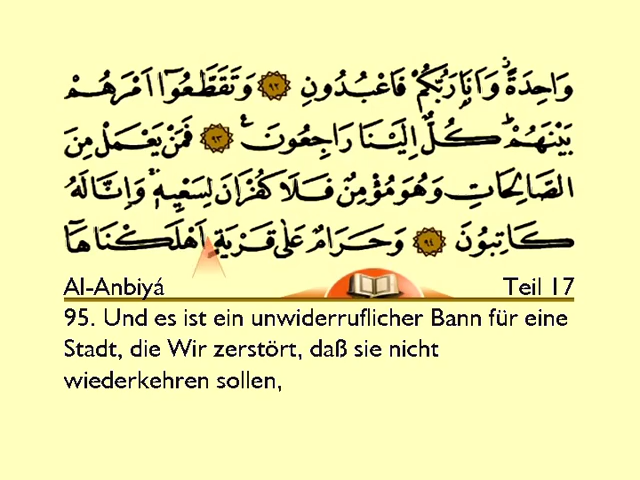 وَاحِدَةً وَأَنَا رَبُّكُمْ فَاعْبُدُونِ ٩٢ وَتَقَطَّعُوا أَمْرَهُمْ
بَيْنَهُمْ كُلٌّ إِلَيْنَا رَاجِعُونَ ٩٣ فَمَنْ يَعْمَلْ مِنَ
الصَّالِحَاتِ وَهُوَ مُؤْمِنٌ فَلَا كُفْرَانَ لِسَعْيِهِ وَإِنَّا لَهُ
كَاتِبُونَ ٩٤ وَحَرَامٌ عَلَى قَرْيَةٍ أَهْلَكْنَاهَا
Al-Anbiyá Teil 17
95. Und es ist ein unwiderruflicher Bann für eine
Stadt, die Wir zerstört, daß sie nicht
wiederkehren sollen,